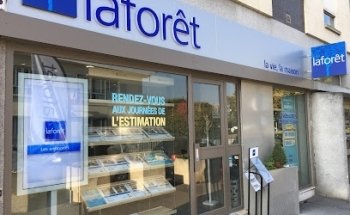 laforêt
la vie, la maison
laforêt
RENDEZ-VOUS
AUX JOURNÉES DE
L'ESTIMATION
laforêt